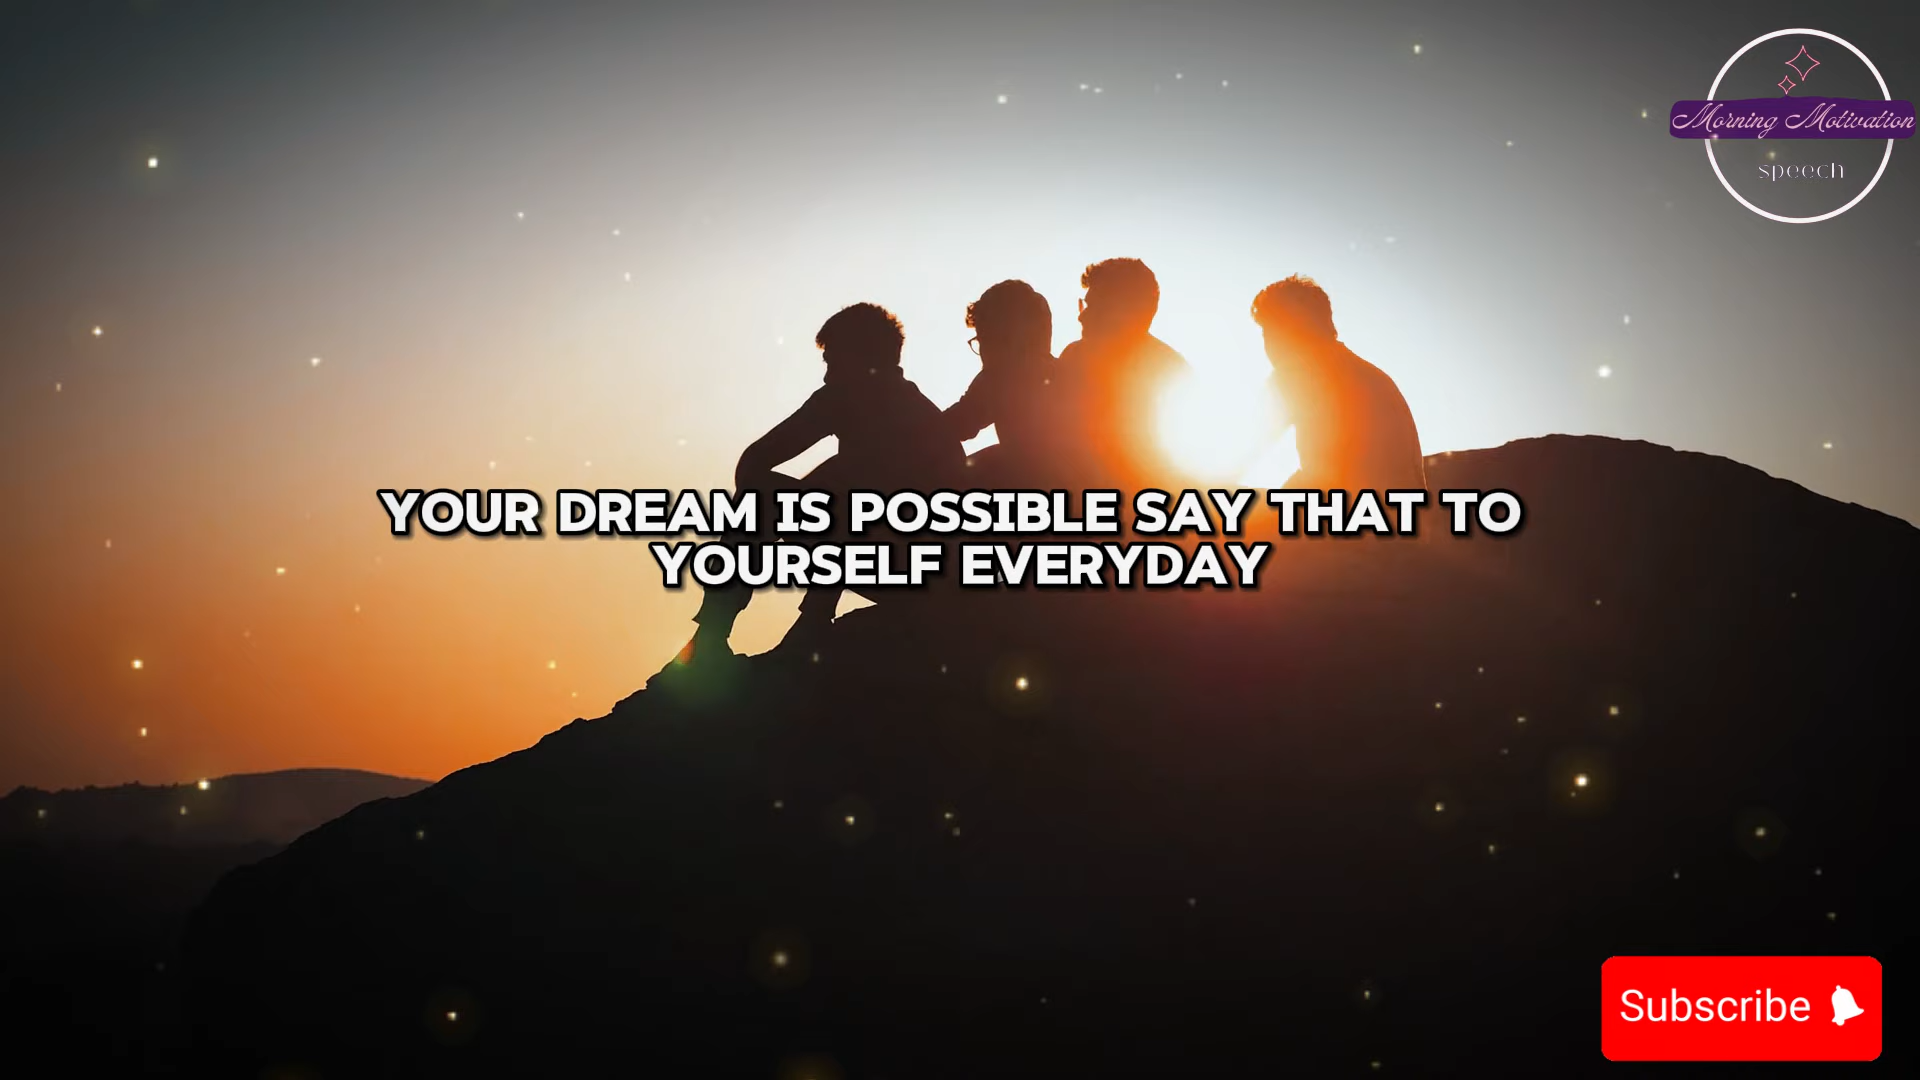 Morning Motivation
speech
YOUR DREAM IS POSSIBLE SAY THAT TO
YOURSELF EVERYDAY
Subscribe